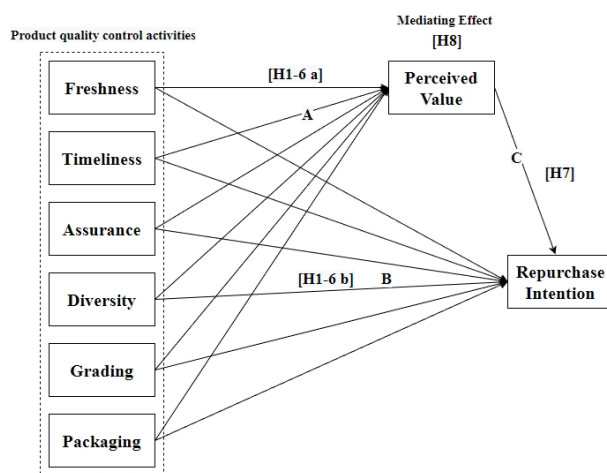 Mediating Effect
Product quality control activities
[H8]
Freshness
[H1-6 a]
Perceived
Value
A
Timeliness
C
[H7]
Assurance
Repurchase
Intention
Diversity
[H1-6 b]
B
Grading
Packaging